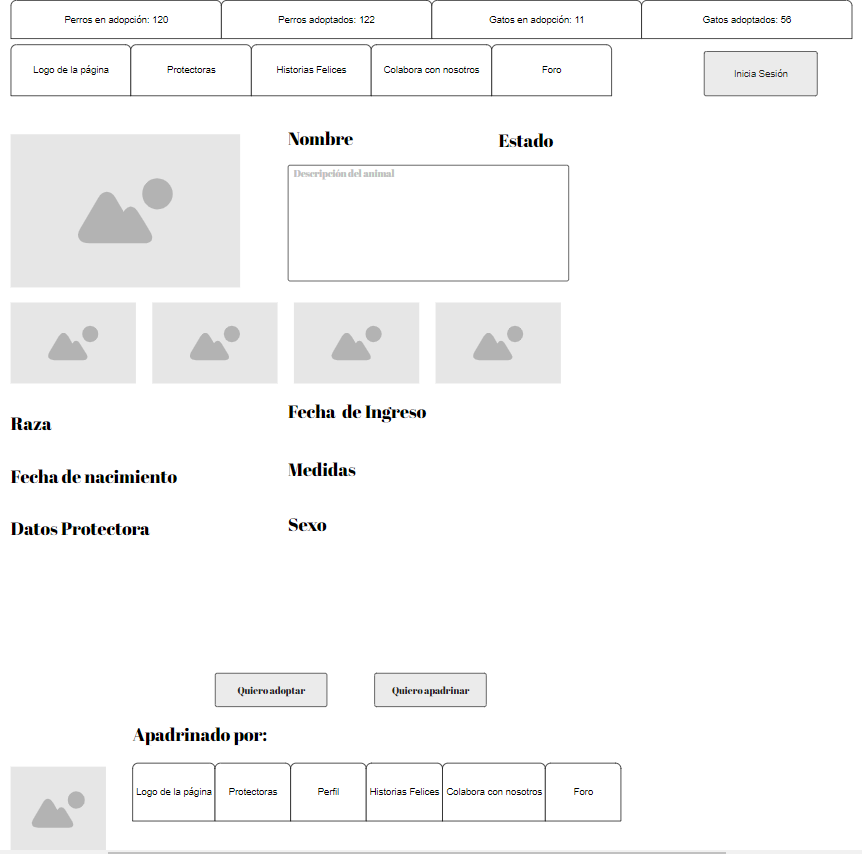 Perros en adopción: 120
Perros adoptados: 122
Gatos en adopción: 11
Gatos adoptados: 56
Logo de la página
Protectoras
Historias Felices
Colabora con nosotros
Foro
Inicia Sesión
Nombre
Estado
Descripción del animal
Raza
Fecha de Ingreso
Fecha de nacimiento
Medidas
Datos Protectora
Sexo
Quiero adoptar
Quiero apadrinar
Apadrinado por:
Logo de la página
Protectoras
Perfil
Historias Felices
Colabora con nosotros
Foro